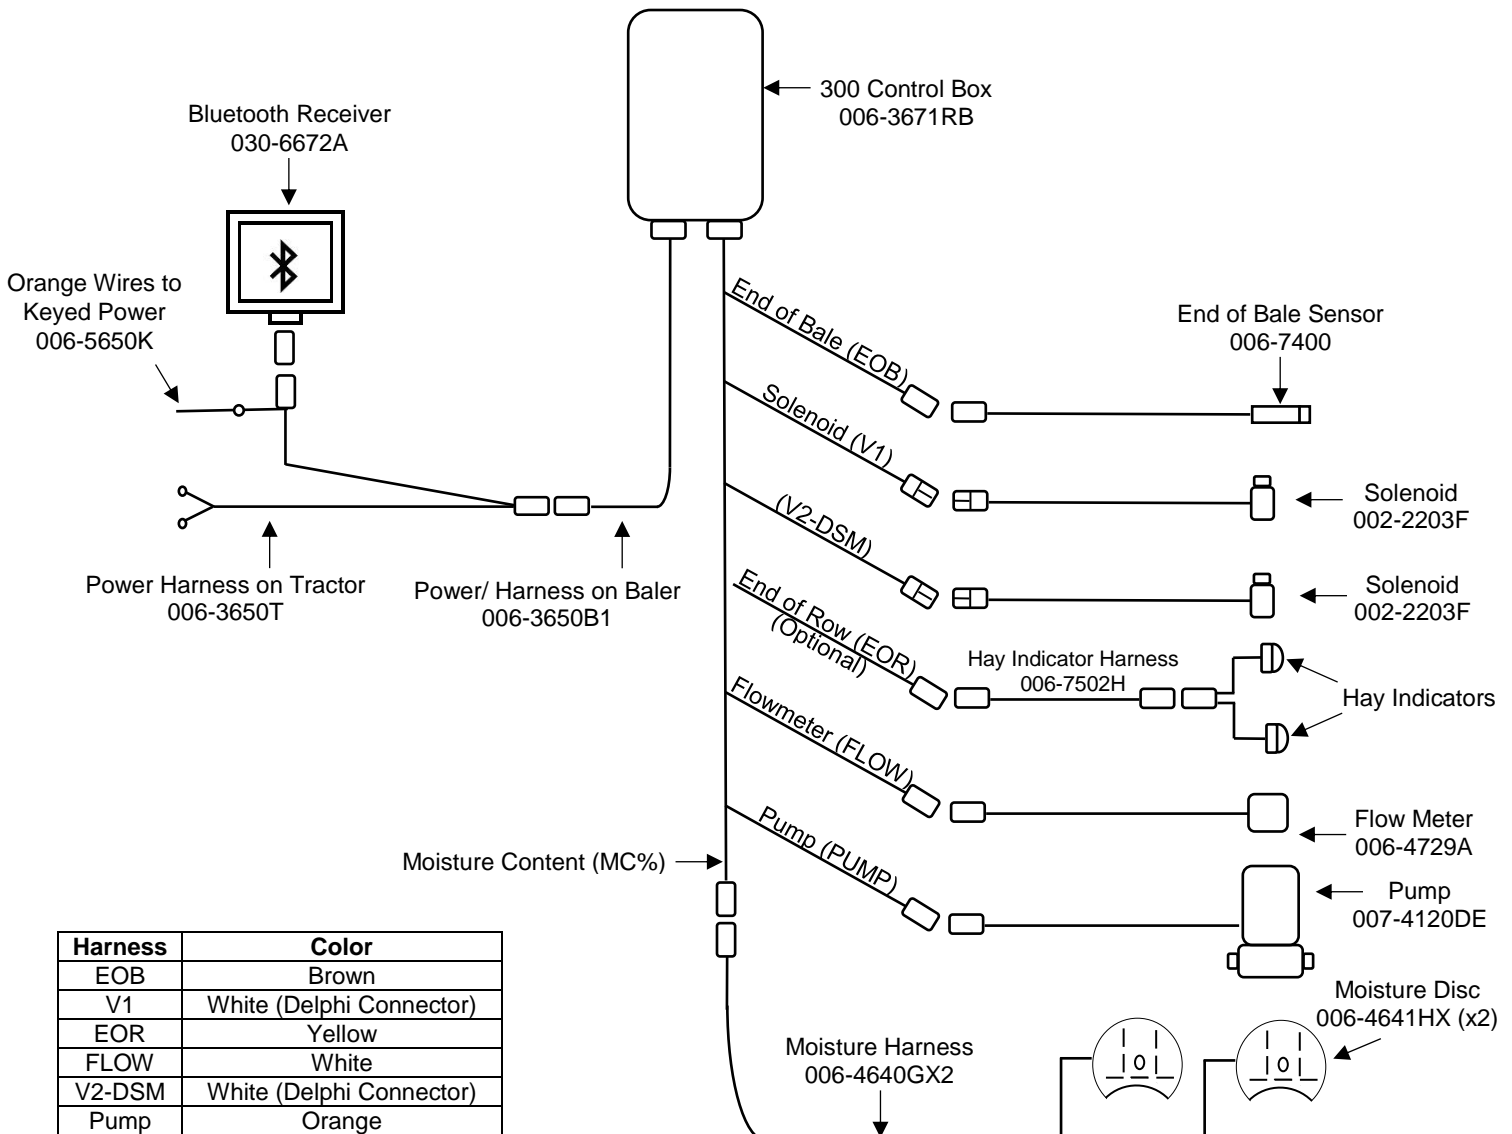 300 Control Box
006-3671RB
Bluetooth Receiver
030-6672A
Orange Wires to
Keyed Power
006-5650K
End of Bale (EOB)
End of Bale Sensor
006-7400
Solenoid (V1)
Solenoid
002-2203F
(V2-DSM)
Solenoid
002-2203F
Power Harness on Tractor
006-3650T
Power/ Harness on Baler
006-3650B1
End of Row (EOR)
(Optional)
Hay Indicator Harness
006-7502H
Hay Indicators
Flowmeter (FLOW)
Flow Meter
006-4729A
Moisture Content (MC%)
Pump (PUMP)
Pump
007-4120DE
Moisture Disc
006-4641HX (x2)
Moisture Harness
006-4640GX2
Harness Color
EOB Brown
V1 White (Delphi Connector)
EOR Yellow
FLOW White
V2-DSM White (Delphi Connector)
Pump Orange